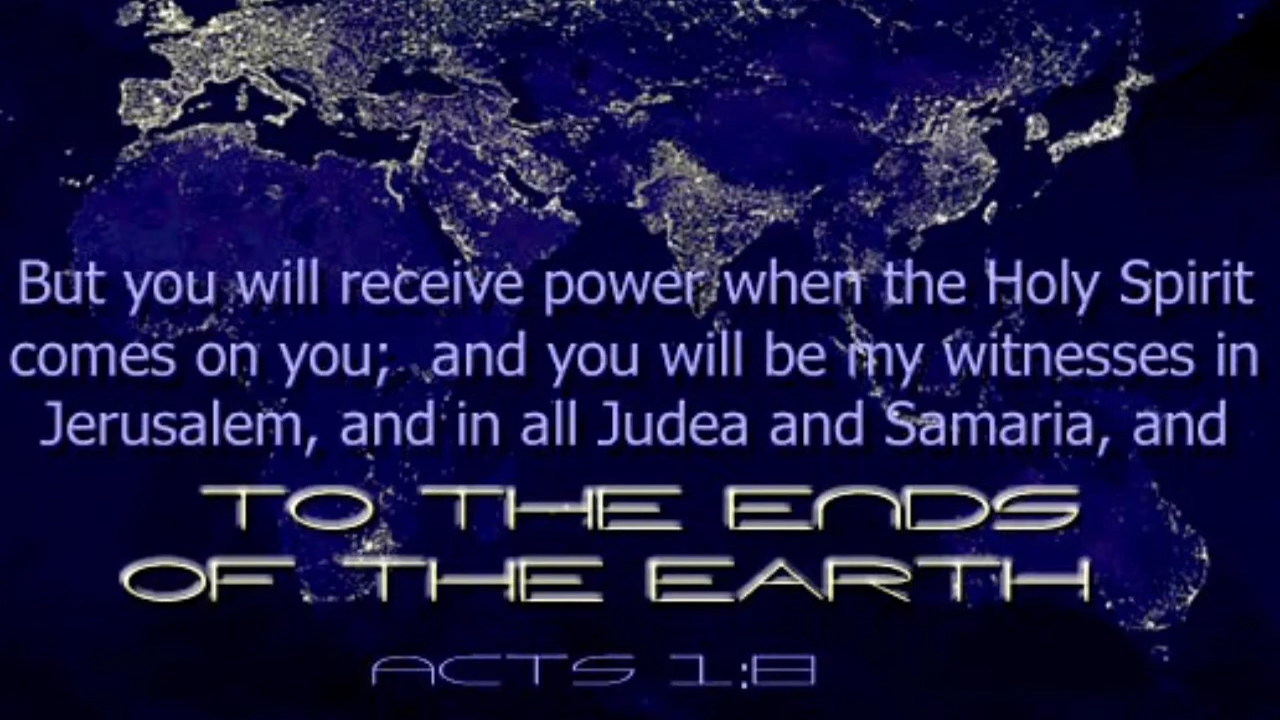 But you will receive power when the Holy Spirit
comes on you;  and you will be my witnesses in
Jerusalem, and in all Judea and Samaria, and
TO THE ENDS
OF THE EARTH
ACTS 1:8